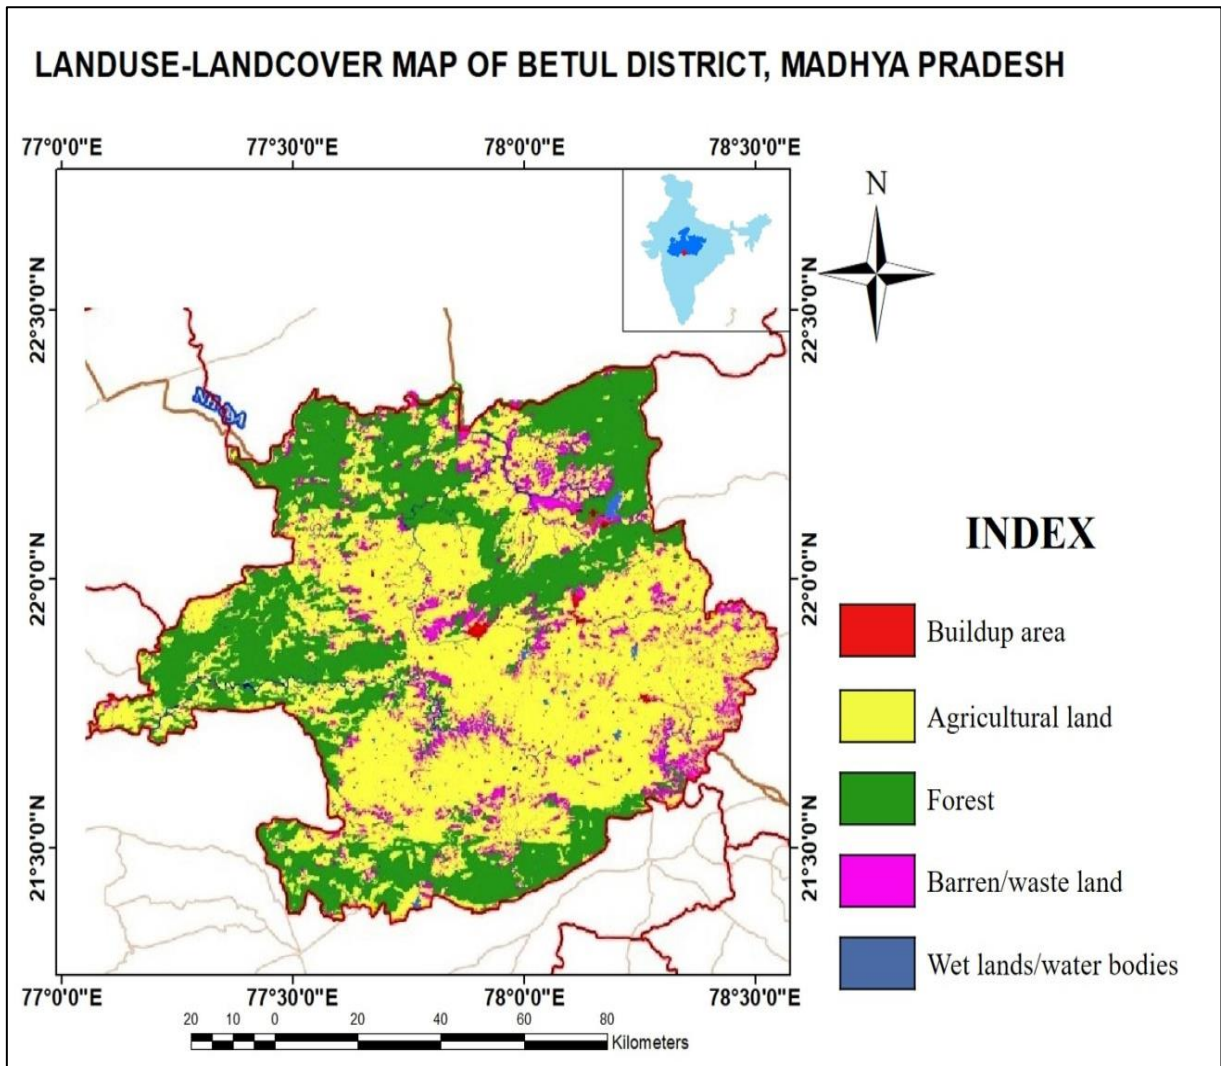 LANDUSE-LANDCOVER MAP OF BETUL DISTRICT, MADHYA PRADESH
77°0'0"E 77°30'0"E 78°0'0"E 78°30'0"E
N
22°30'0"N 22°30'0"N
22°0'0"N 22°0'0"N
INDEX
Buildup area
Agricultural land
21°30'0"N 21°30'0"N
Forest
Barren/waste land
Wet lands/water bodies
77°0'0"E 77°30'0"E 78°0'0"E 78°30'0"E
20 10 0 20 40 60 80
Kilometers